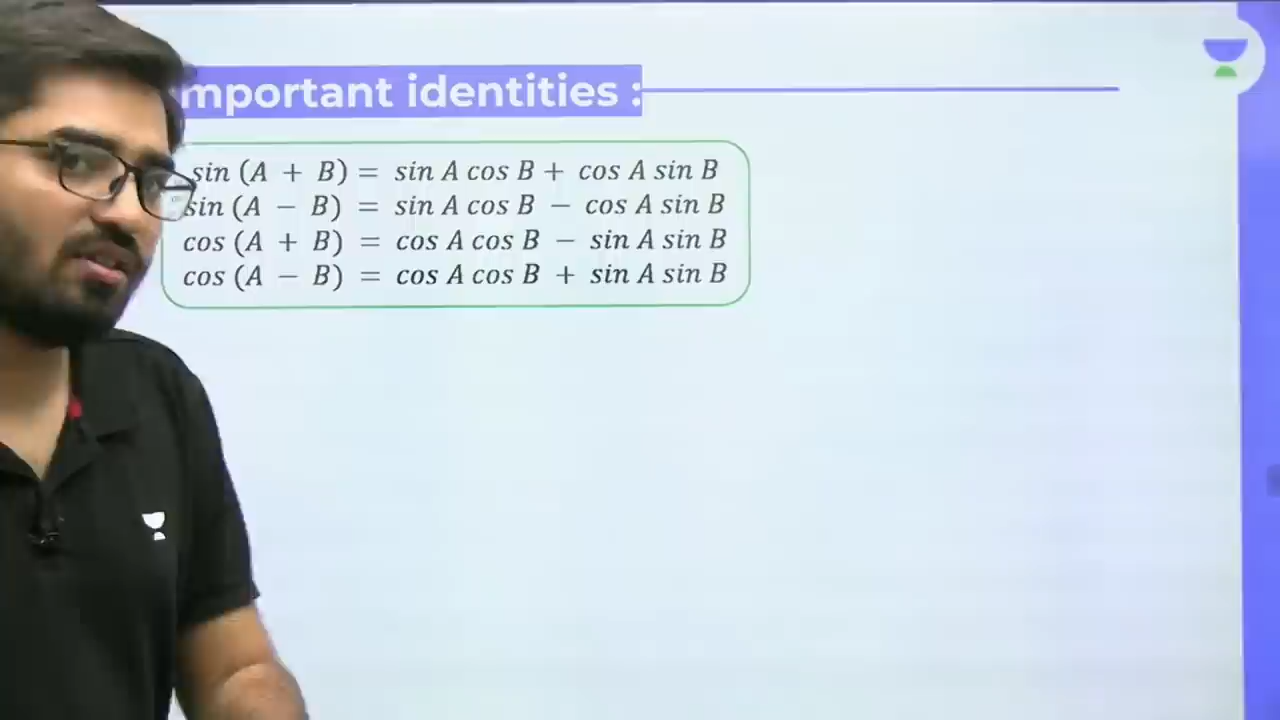 mportant identities :
sin (A + B) = sin A cos B + cos A sin B
sin (A − B) = sin A cos B − cos A sin B
cos (A + B) = cos A cos B − sin A sin B
cos (A − B) = cos A cos B + sin A sin B